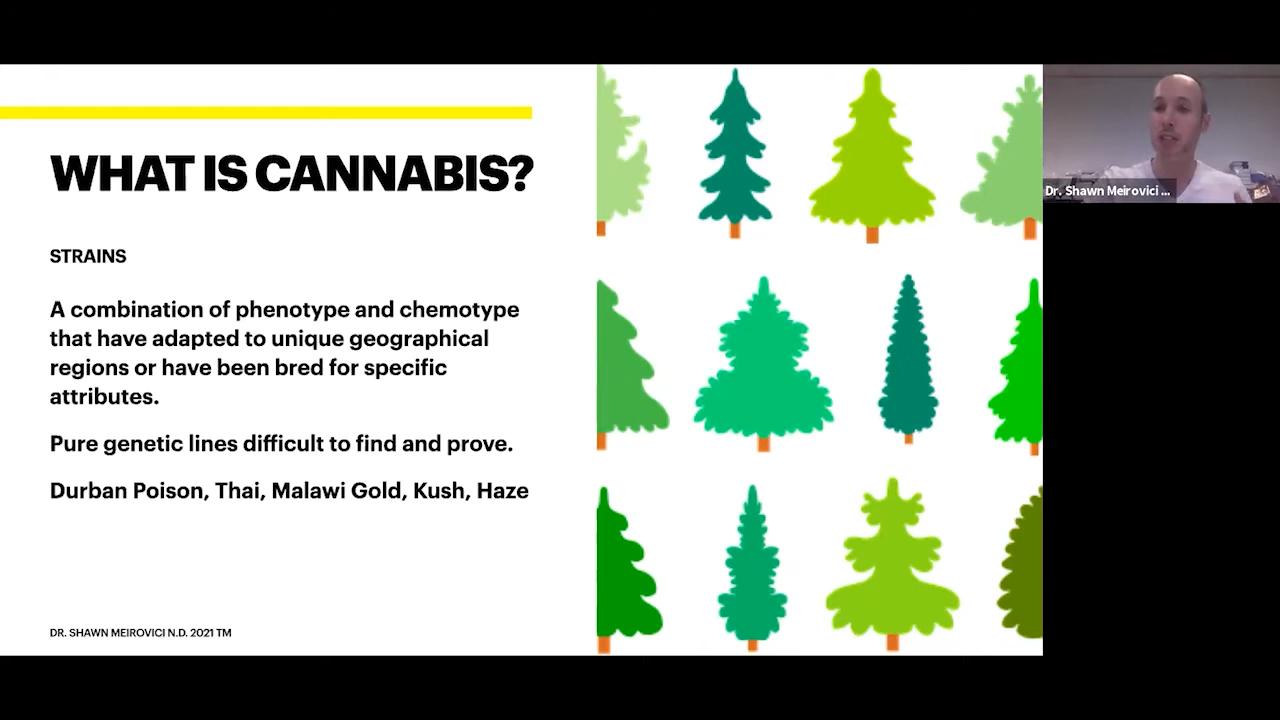 WHAT IS CANNABIS?
STRAINS
A combination of phenotype and chemotype
that have adapted to unique geographical
regions or have been bred for specific
attributes.
Pure genetic lines difficult to find and prove.
Durban Poison, Thai, Malawi Gold, Kush, Haze
DR. SHAWN MEIROVICI N.D. 2021 TM
Dr. Shawn Meirovici ...